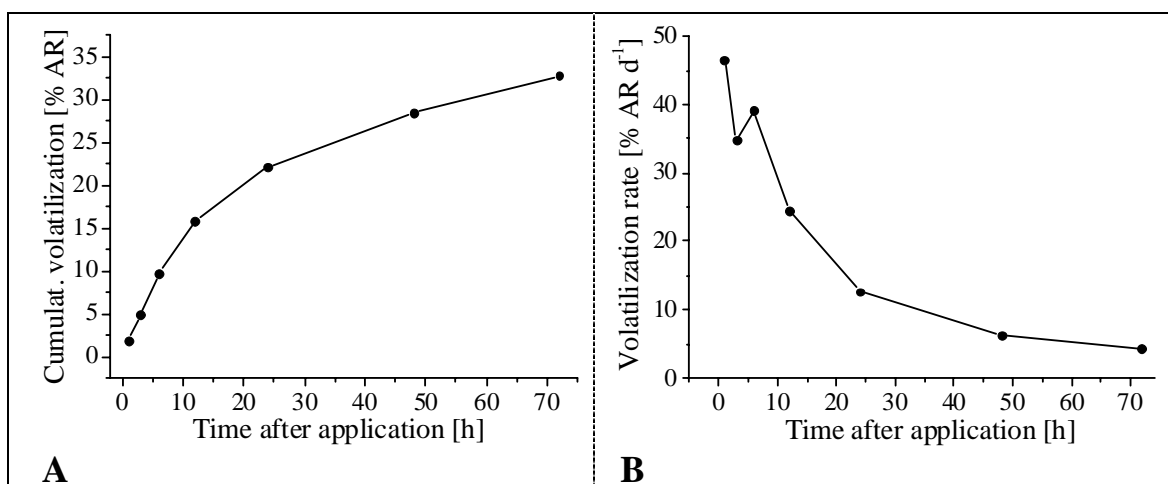 Cumulat. volatilization [% AR]
35
30
25
20
15
10
5
0
0 10 20 30 40 50 60 70
Time after application [h]
A
Volatilization rate [% AR d-1]
50
40
30
20
10
0
0 10 20 30 40 50 60 70
Time after application [h]
B